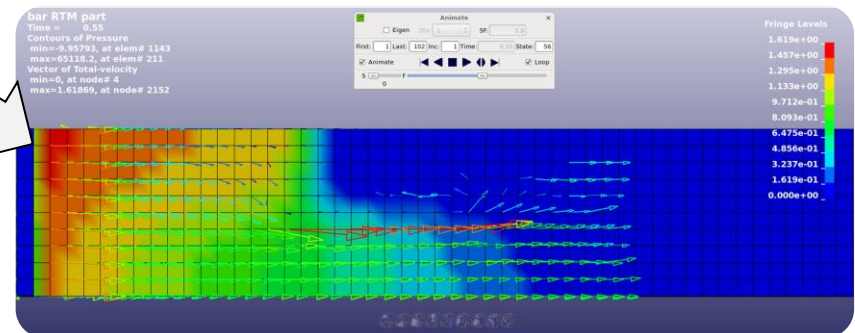 bar RTM part
Time = 0.55
Contours of Pressure
min=-9.95793, at elem# 1143
max=65118.2, at elem# 211
Vector of Total-velocity
min=0, at node# 4
max=1.61869, at node# 2152
Animate ×
Eigen Div 1 SF: 1.0
First: 1 Last: 102 Inc: 1 Time: 0.55 State: 56
Animate Loop
S F
0
Fringe Levels
1.619e+00
1.457e+00
1.295e+00
1.133e+00
9.712e-01
8.093e-01
6.475e-01
4.856e-01
3.237e-01
1.619e-01
0.000e+00